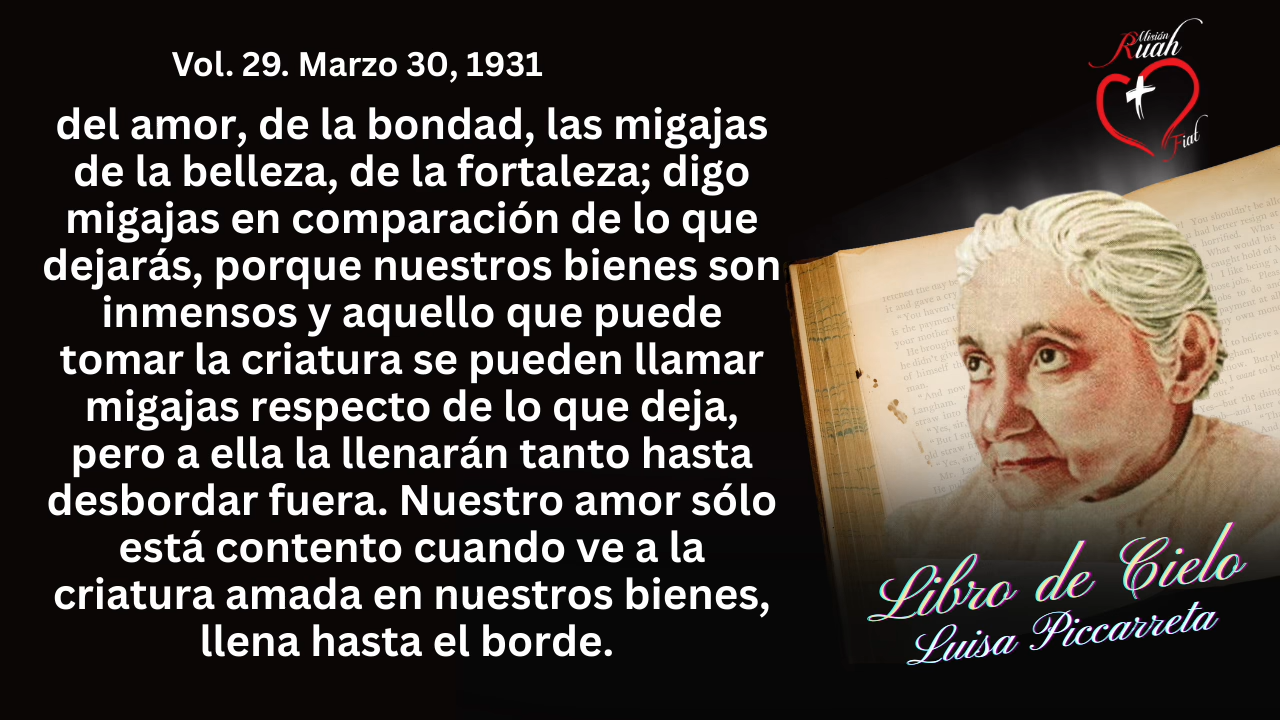 Vol. 29. Marzo 30, 1931
del amor, de la bondad, las migajas
de la belleza, de la fortaleza; digo
migajas en comparación de lo que
dejarás, porque nuestros bienes son
inmensos y aquello que puede
tomar la criatura se pueden llamar
migajas respecto de lo que deja,
pero a ella la llenarán tanto hasta
desbordar fuera. Nuestro amor sólo
está contento cuando ve a la
criatura amada en nuestros bienes,
llena hasta el borde.
Misión
Ruah
Fiat
Libro de Cielo
Luisa Piccarreta